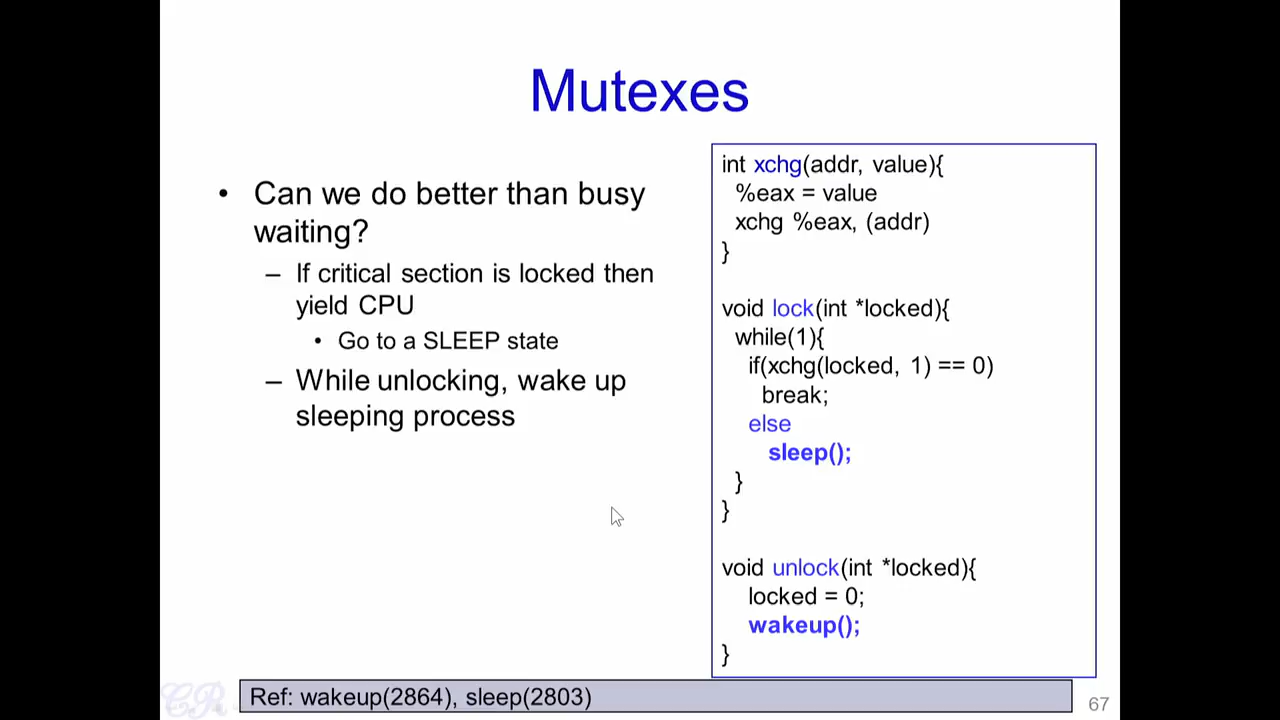 Mutexes
• Can we do better than busy
waiting?
– If critical section is locked then
yield CPU
• Go to a SLEEP state
– While unlocking, wake up
sleeping process
int xchg(addr, value){
%eax = value
xchg %eax, (addr)
}
void lock(int *locked){
while(1){
if(xchg(locked, 1) == 0)
break;
else
sleep();
}
}
void unlock(int *locked){
locked = 0;
wakeup();
}
CR
Ref: wakeup(2864), sleep(2803)
67